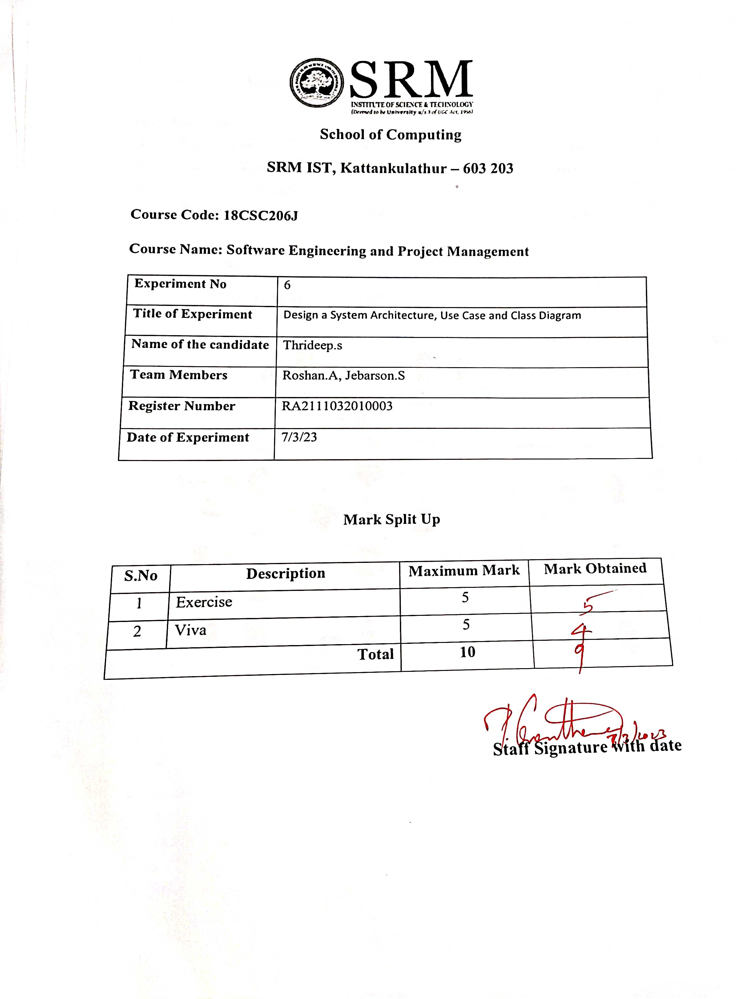 SRM
INSTITUTE OF SCIENCE & TECHNOLOGY
(Deemed to be University u/s 3 of UGC Act, 1956)
School of Computing
SRM IST, Kattankulathur – 603 203
Course Code: 18CSC206J
Course Name: Software Engineering and Project Management
Experiment No 6
Title of Experiment Design a System Architecture, Use Case and Class Diagram
Name of the candidate Thrideep.s
Team Members Roshan.A, Jebarson.S
Register Number RA2111032010003
Date of Experiment 7/3/23
Mark Split Up
S.No Description Maximum Mark Mark Obtained
1 Exercise 5 5
2 Viva 5 4
Total 10 9
7/3/2023
Staff Signature with date